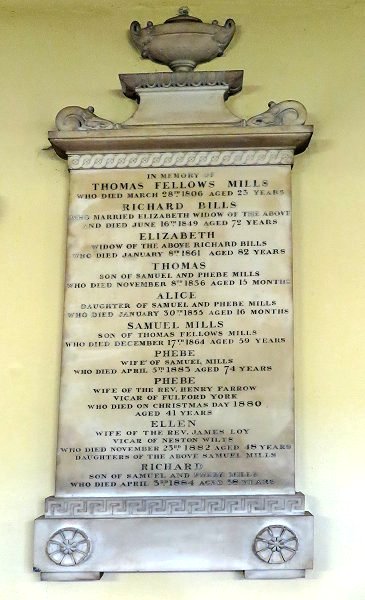 IN MEMORY OF
THOMAS FELLOWS MILLS
WHO DIED MARCH 28TH 1806 AGED 23 YEARS
RICHARD BILLS
WHO MARRIED ELIZABETH WIDOW OF THE ABOVE
AND DIED JUNE 16TH 1849 AGED 72 YEARS
ELIZABETH
WIDOW OF THE ABOVE RICHARD BILLS
WHO DIED JANUARY 8TH 1861 AGED 82 YEARS
THOMAS
SON OF SAMUEL AND PHEBE MILLS
WHO DIED NOVEMBER 8TH 1836 AGED 15 MONTHS
ALICE
DAUGHTER OF SAMUEL AND PHEBE MILLS
WHO DIED JANUARY 30TH 1855 AGED 16 MONTHS
SAMUEL MILLS
SON OF THOMAS FELLOWS MILLS
WHO DIED DECEMBER 17TH 1864 AGED 59 YEARS
PHEBE
WIFE OF SAMUEL MILLS
WHO DIED APRIL 5TH 1883 AGED 74 YEARS
PHEBE
WIFE OF THE REV. HENRY FARROW
VICAR OF FULFORD YORK
WHO DIED ON CHRISTMAS DAY 1880
AGED 41 YEARS
ELLEN
WIFE OF THE REV. JAMES LOY
VICAR OF NESTON WILTS
WHO DIED NOVEMBER 23RD 1882 AGED 48 YEARS
DAUGHTERS OF THE ABOVE SAMUEL MILLS
RICHARD
SON OF SAMUEL AND PHEBE MILLS
WHO DIED APRIL 3RD 1884 AGED 38 YEARS